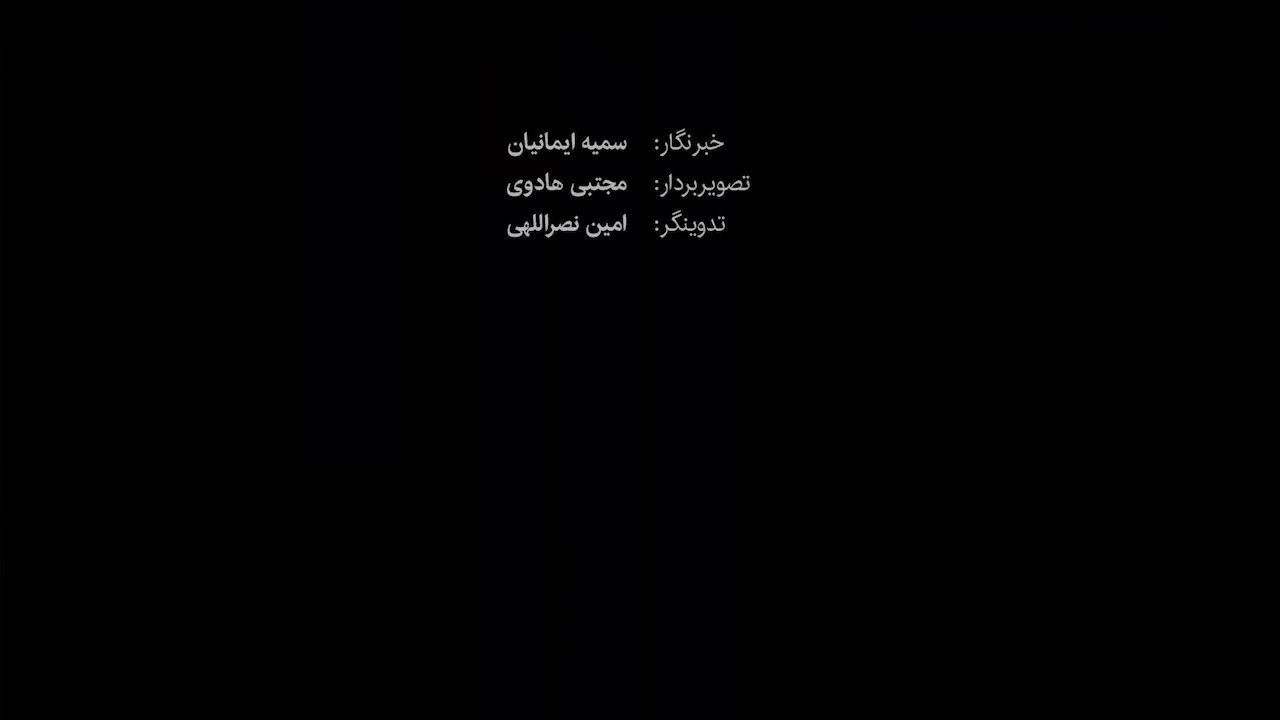 خبرنگار: سمیه ایمانیان
تصویربردار: مجتبی هادوی
تدوینگر: امین نصراللهی